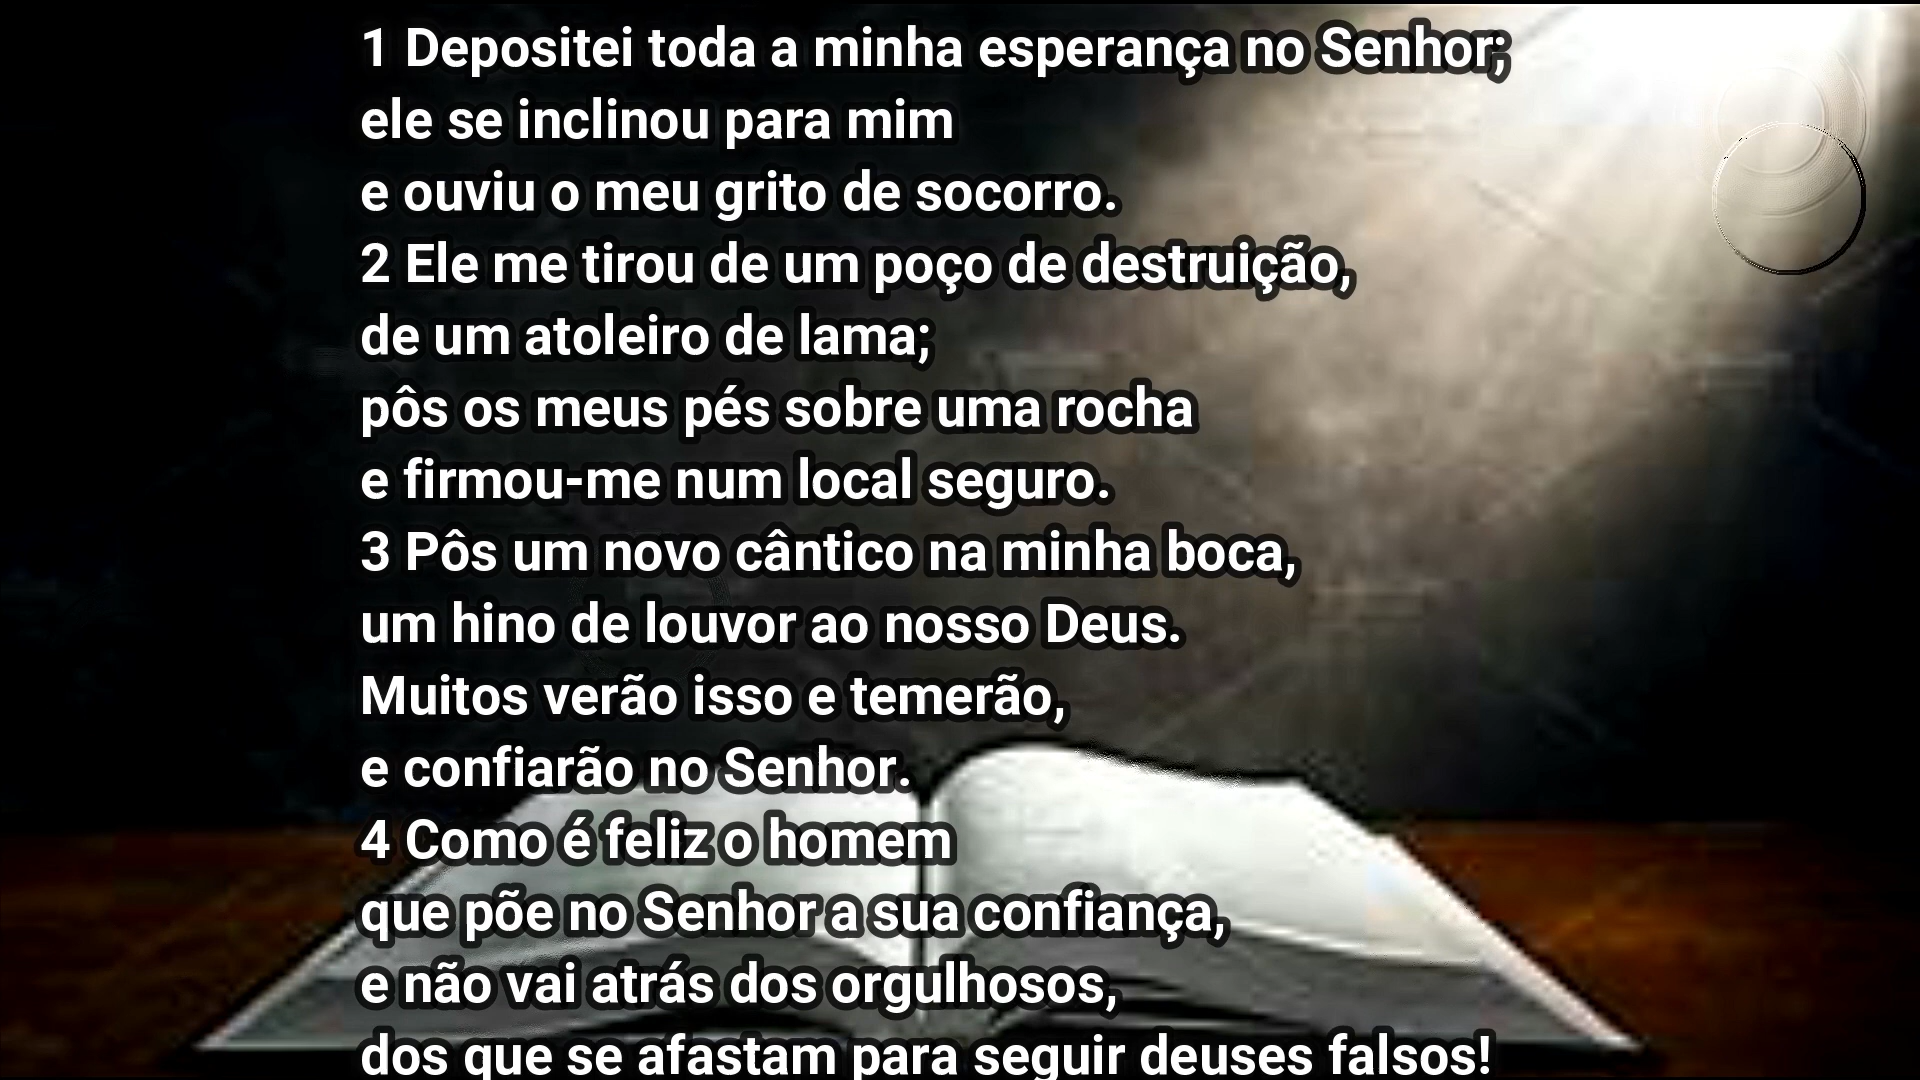 1 Depositei toda a minha esperança no Senhor;
ele se inclinou para mim
e ouviu o meu grito de socorro.
2 Ele me tirou de um poço de destruição,
de um atoleiro de lama;
pôs os meus pés sobre uma rocha
e firmou-me num local seguro.
3 Pôs um novo cântico na minha boca,
um hino de louvor ao nosso Deus.
Muitos verão isso e temerão,
e confiarão no Senhor.
4 Como é feliz o homem
que põe no Senhor a sua confiança,
e não vai atrás dos orgulhosos,
dos que se afastam para seguir deuses falsos!